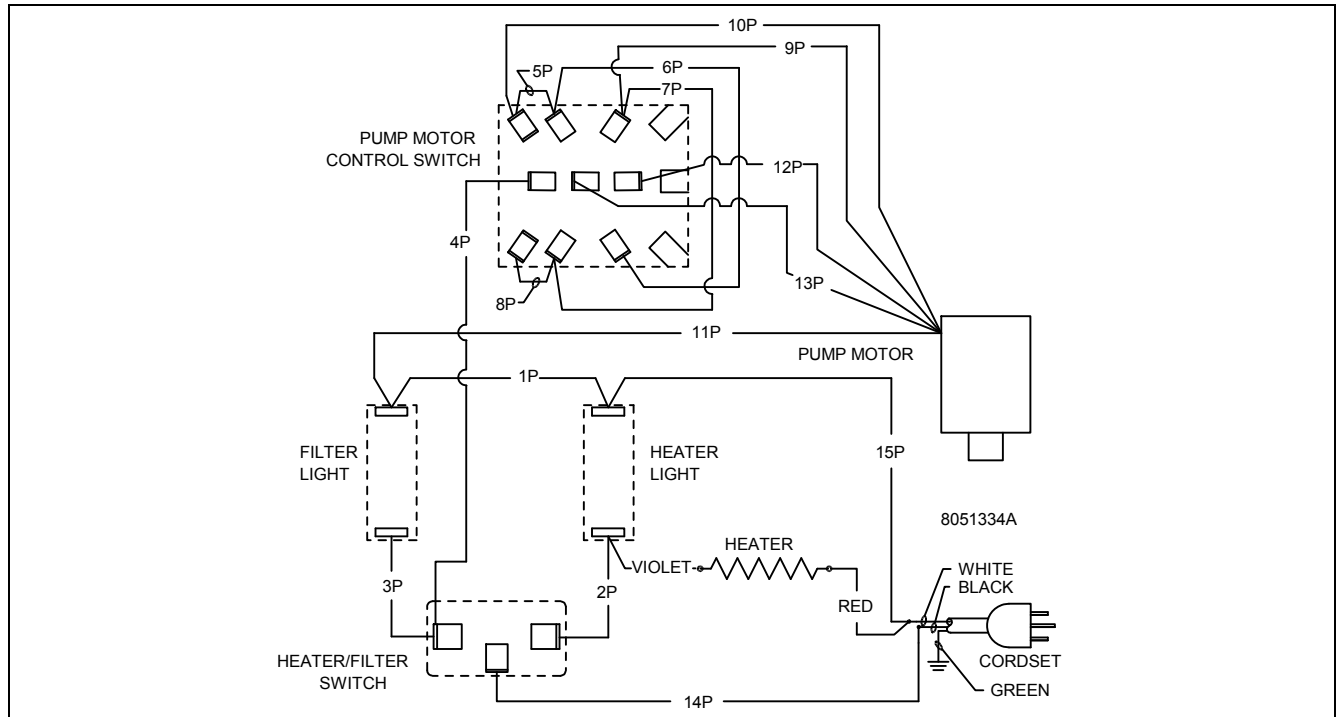 10P
9P
5P
6P
7P
PUMP MOTOR
CONTROL SWITCH
12P
4P
13P
8P
11P
PUMP MOTOR
1P
FILTER
LIGHT
HEATER
LIGHT
15P
8051334A
HEATER
VIOLET
WHITE
BLACK
3P
2P
RED
HEATER/FILTER
SWITCH
CORDSET
GREEN
14P